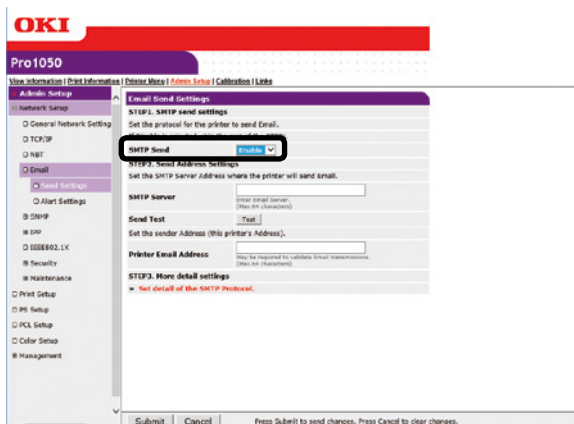 OKI
Pro1050
View Information | Print Information | Printer Menu | Admin Setup | Calibration | Links
Admin Setup
Network Setup
General Network Setting
TCP/IP
NBT
Email
Send Settings
Alert Settings
SNMP
IPP
IEEE802.1X
Security
Maintenance
Print Setup
PS Setup
PCL Setup
Color Setup
Management
Email Send Settings
STEP1. SMTP send settings
Set the protocol for the printer to send Email.
SMTP Send Enable
STEP2. Send Address Settings
Set the SMTP Server Address where the printer will send Email.
SMTP Server
Enter Email Server.
(Max.64 characters)
Send Test Test
Set the sender Address (this printer's Address).
Printer Email Address
May be required to validate Email transmissions.
(Max.64 characters)
STEP3. More detail settings
Set detail of the SMTP Protocol.
Submit Cancel Press Submit to send changes. Press Cancel to clear changes.